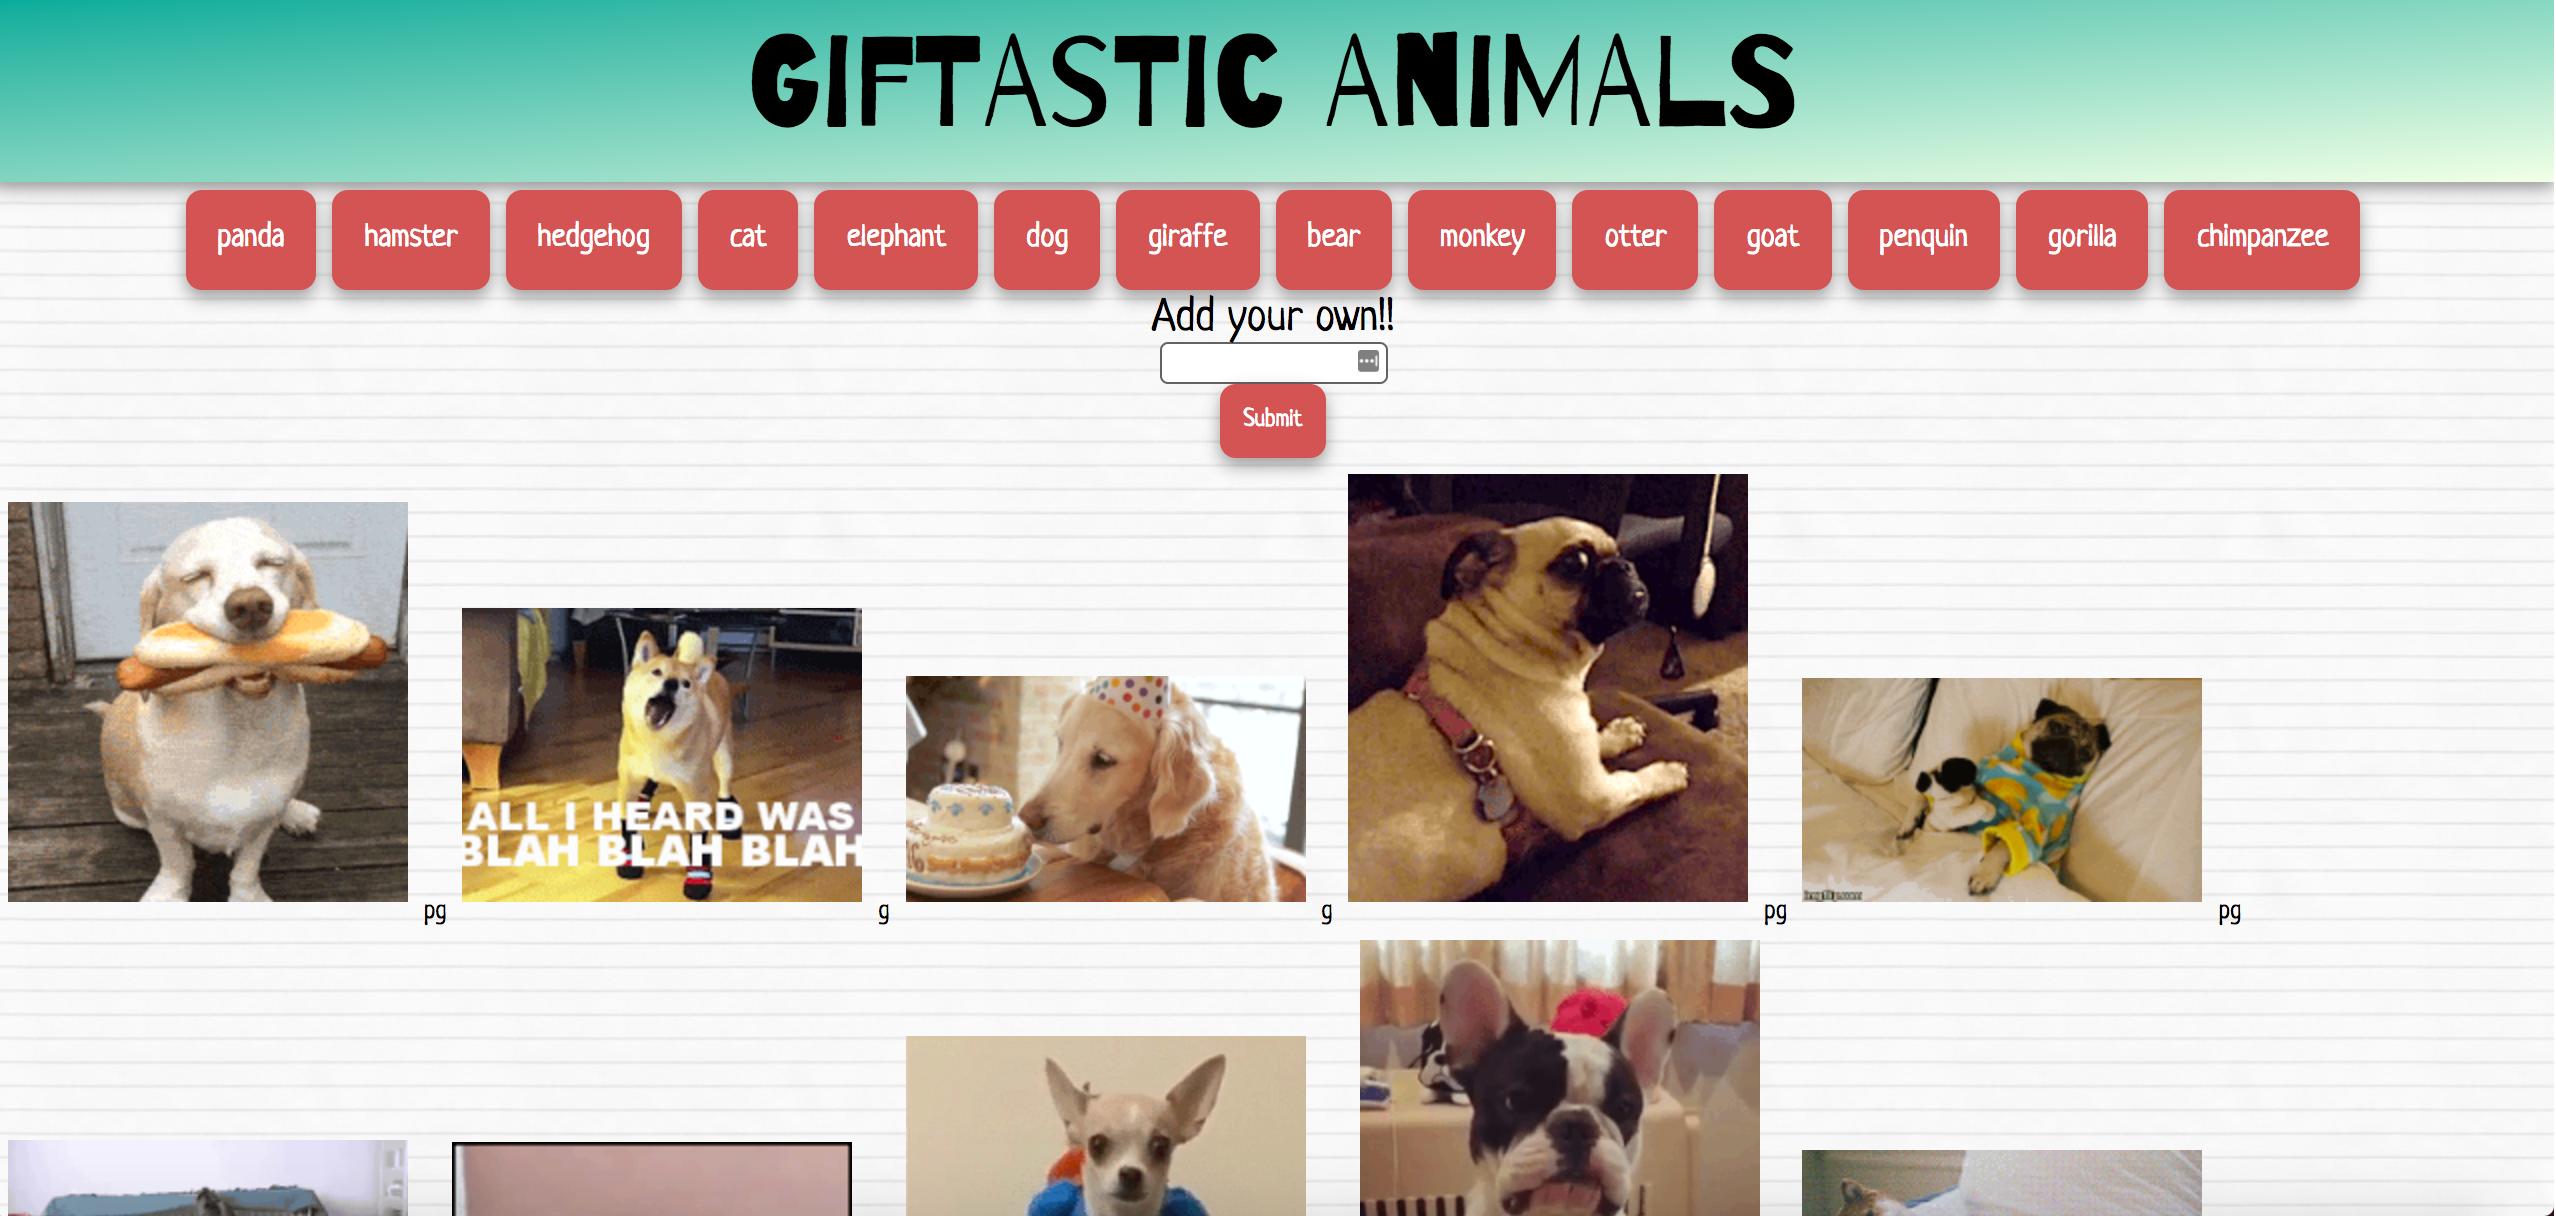 GIFTASTIC ANIMALS
panda hamster hedgehog cat elephant dog giraffe bear monkey otter goat penquin gorilla chimpanzee
Add your own!!
Submit
ALL I HEARD WAS
BLAH BLAH BLAH
pg g g pg pg